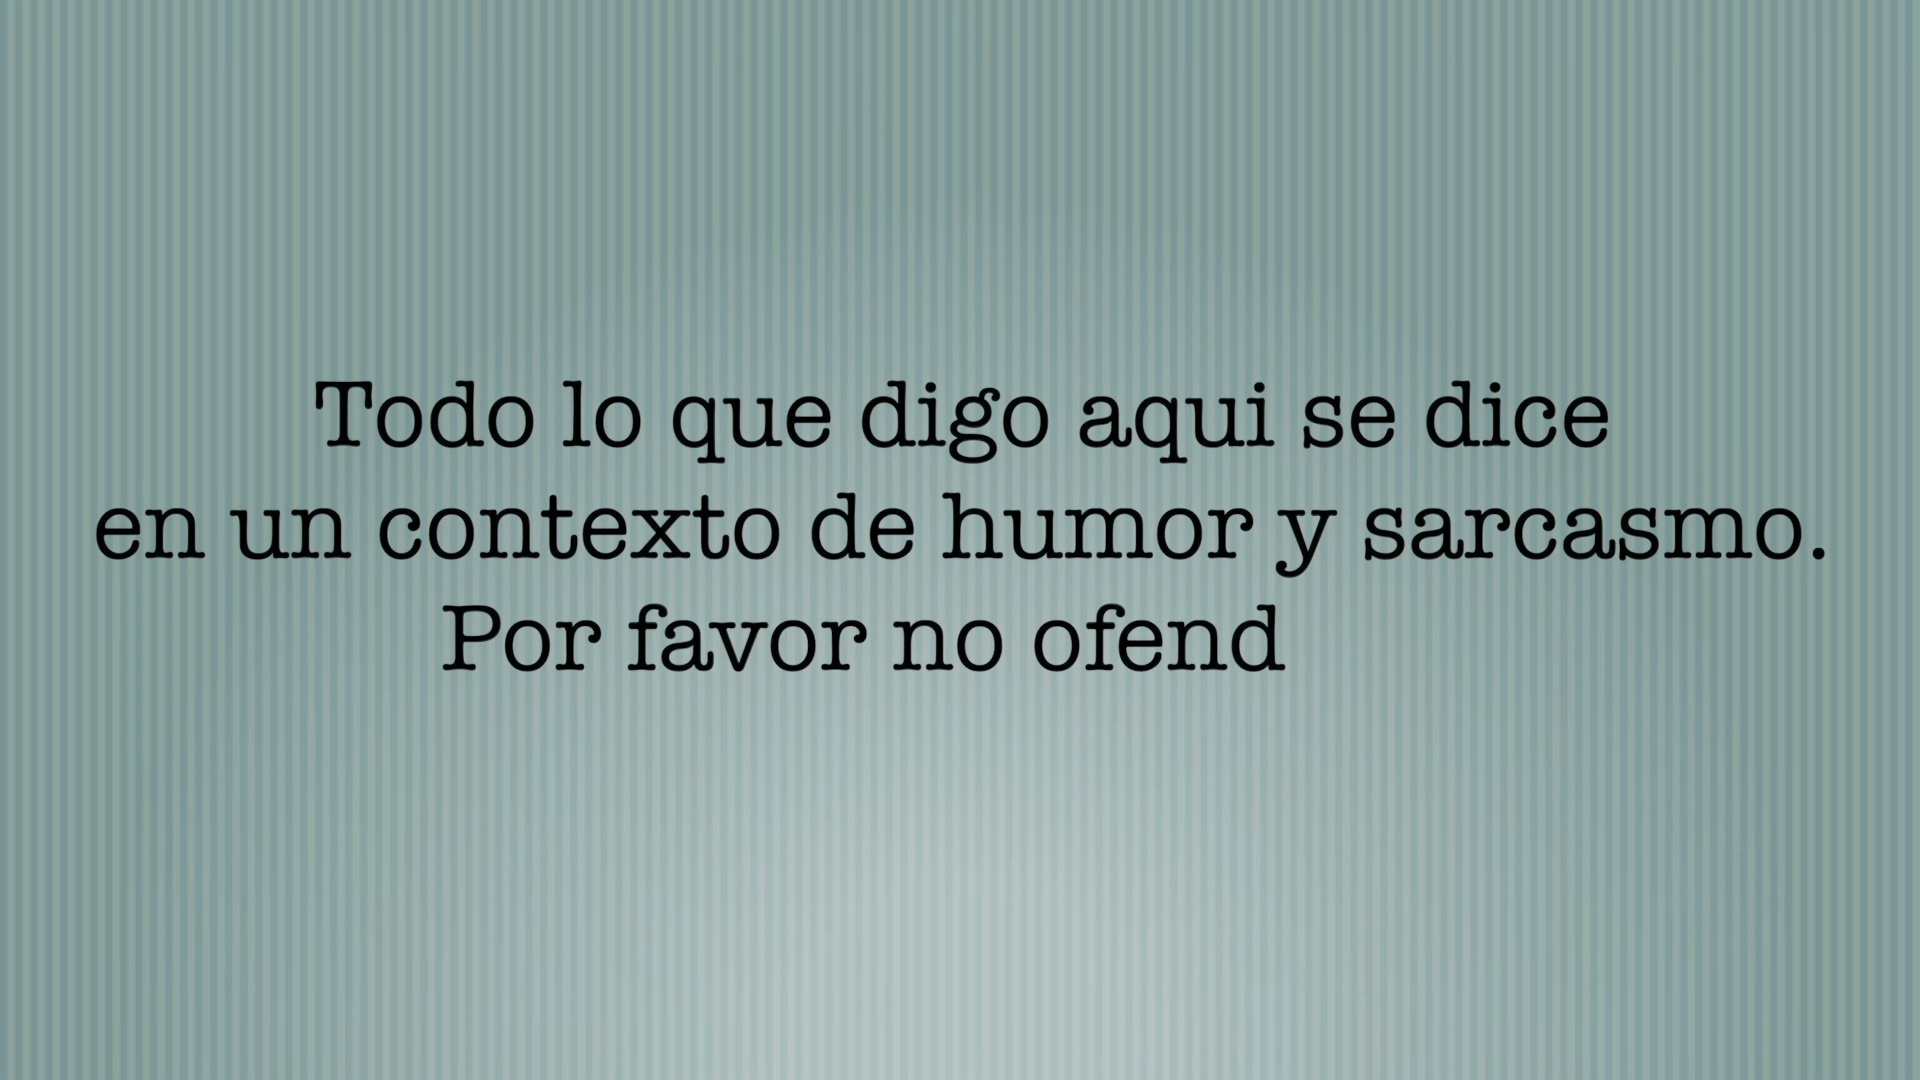 Todo lo que digo aqui se dice
en un contexto de humor y sarcasmo.
Por favor no ofend